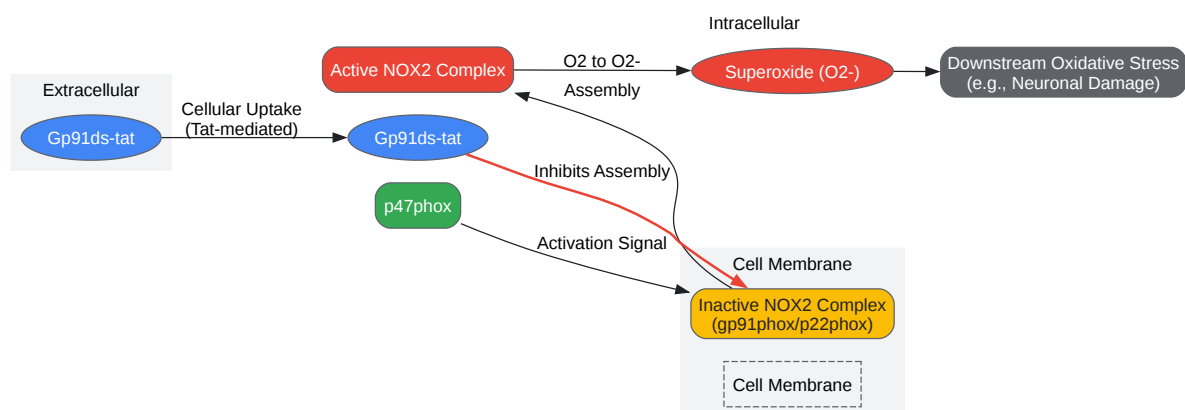 Intracellular
Extracellular
Gp91ds-tat
Cellular Uptake
(Tat-mediated)
Active NOX2 Complex
O2 to O2-
Superoxide (O2-)
Downstream Oxidative Stress
(e.g., Neuronal Damage)
Assembly
Gp91ds-tat
Inhibits Assembly
p47phox
Activation Signal
Cell Membrane
Inactive NOX2 Complex
(gp91phox/p22phox)
Cell Membrane